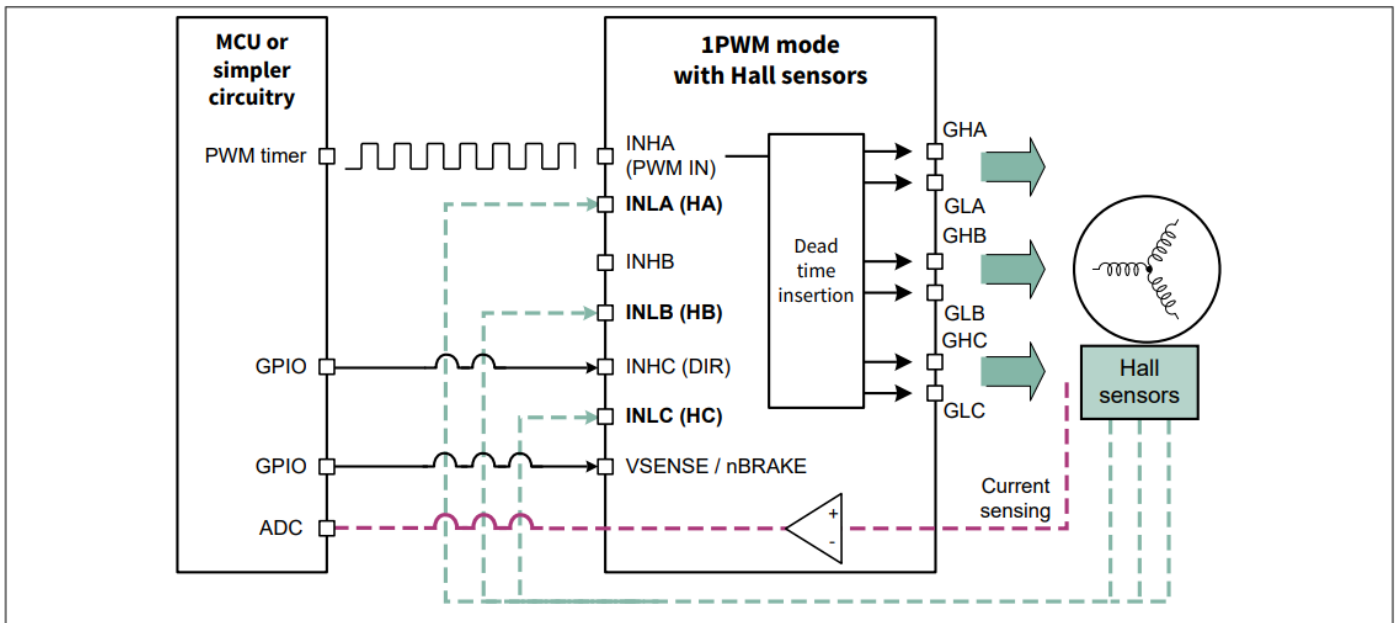 MCU or
simpler
circuitry
PWM timer
GPIO
GPIO
ADC
1PWM mode
with Hall sensors
INHA
(PWM IN)
INLA (HA)
INHB
INLB (HB)
INHC (DIR)
INLC (HC)
VSENSE / nBRAKE
Dead
time
insertion
+
-
GHA
GLA
GHB
GLB
GHC
GLC
Hall
sensors
Current
sensing